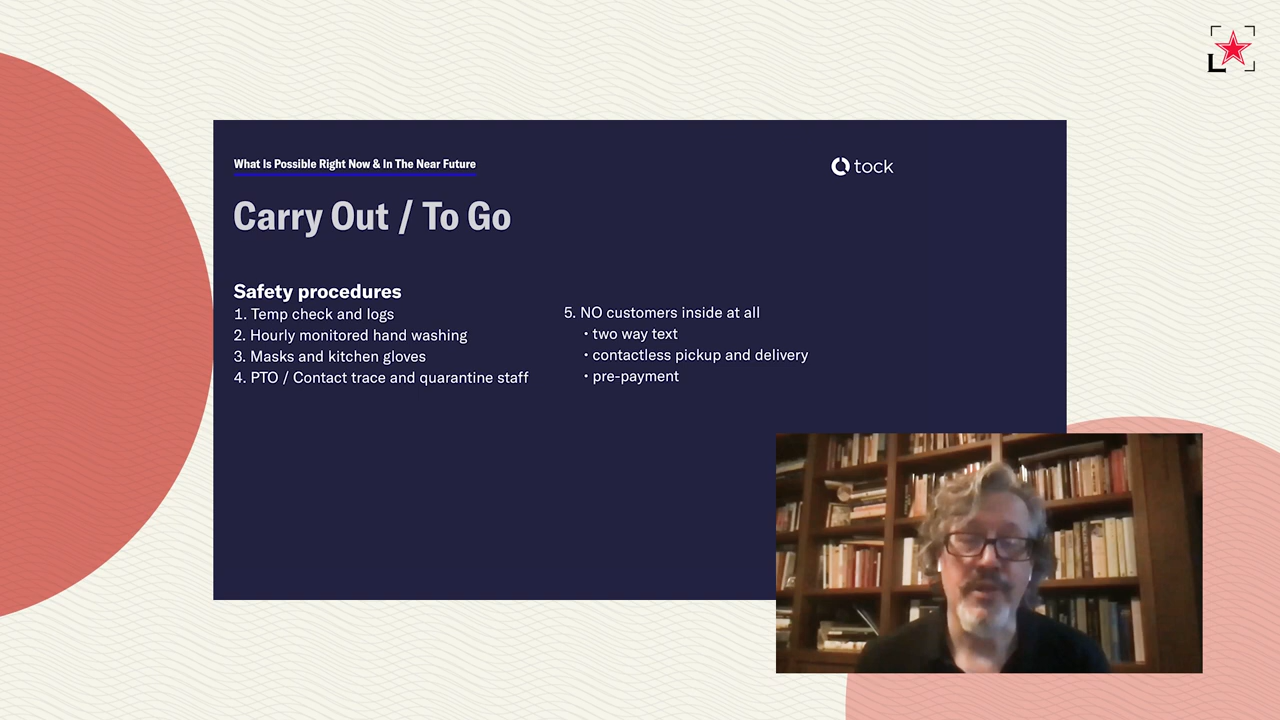 L
What Is Possible Right Now & In The Near Future
tock
Carry Out / To Go
Safety procedures
1. Temp check and logs
2. Hourly monitored hand washing
3. Masks and kitchen gloves
4. PTO / Contact trace and quarantine staff
5. NO customers inside at all
• two way text
• contactless pickup and delivery
• pre-payment